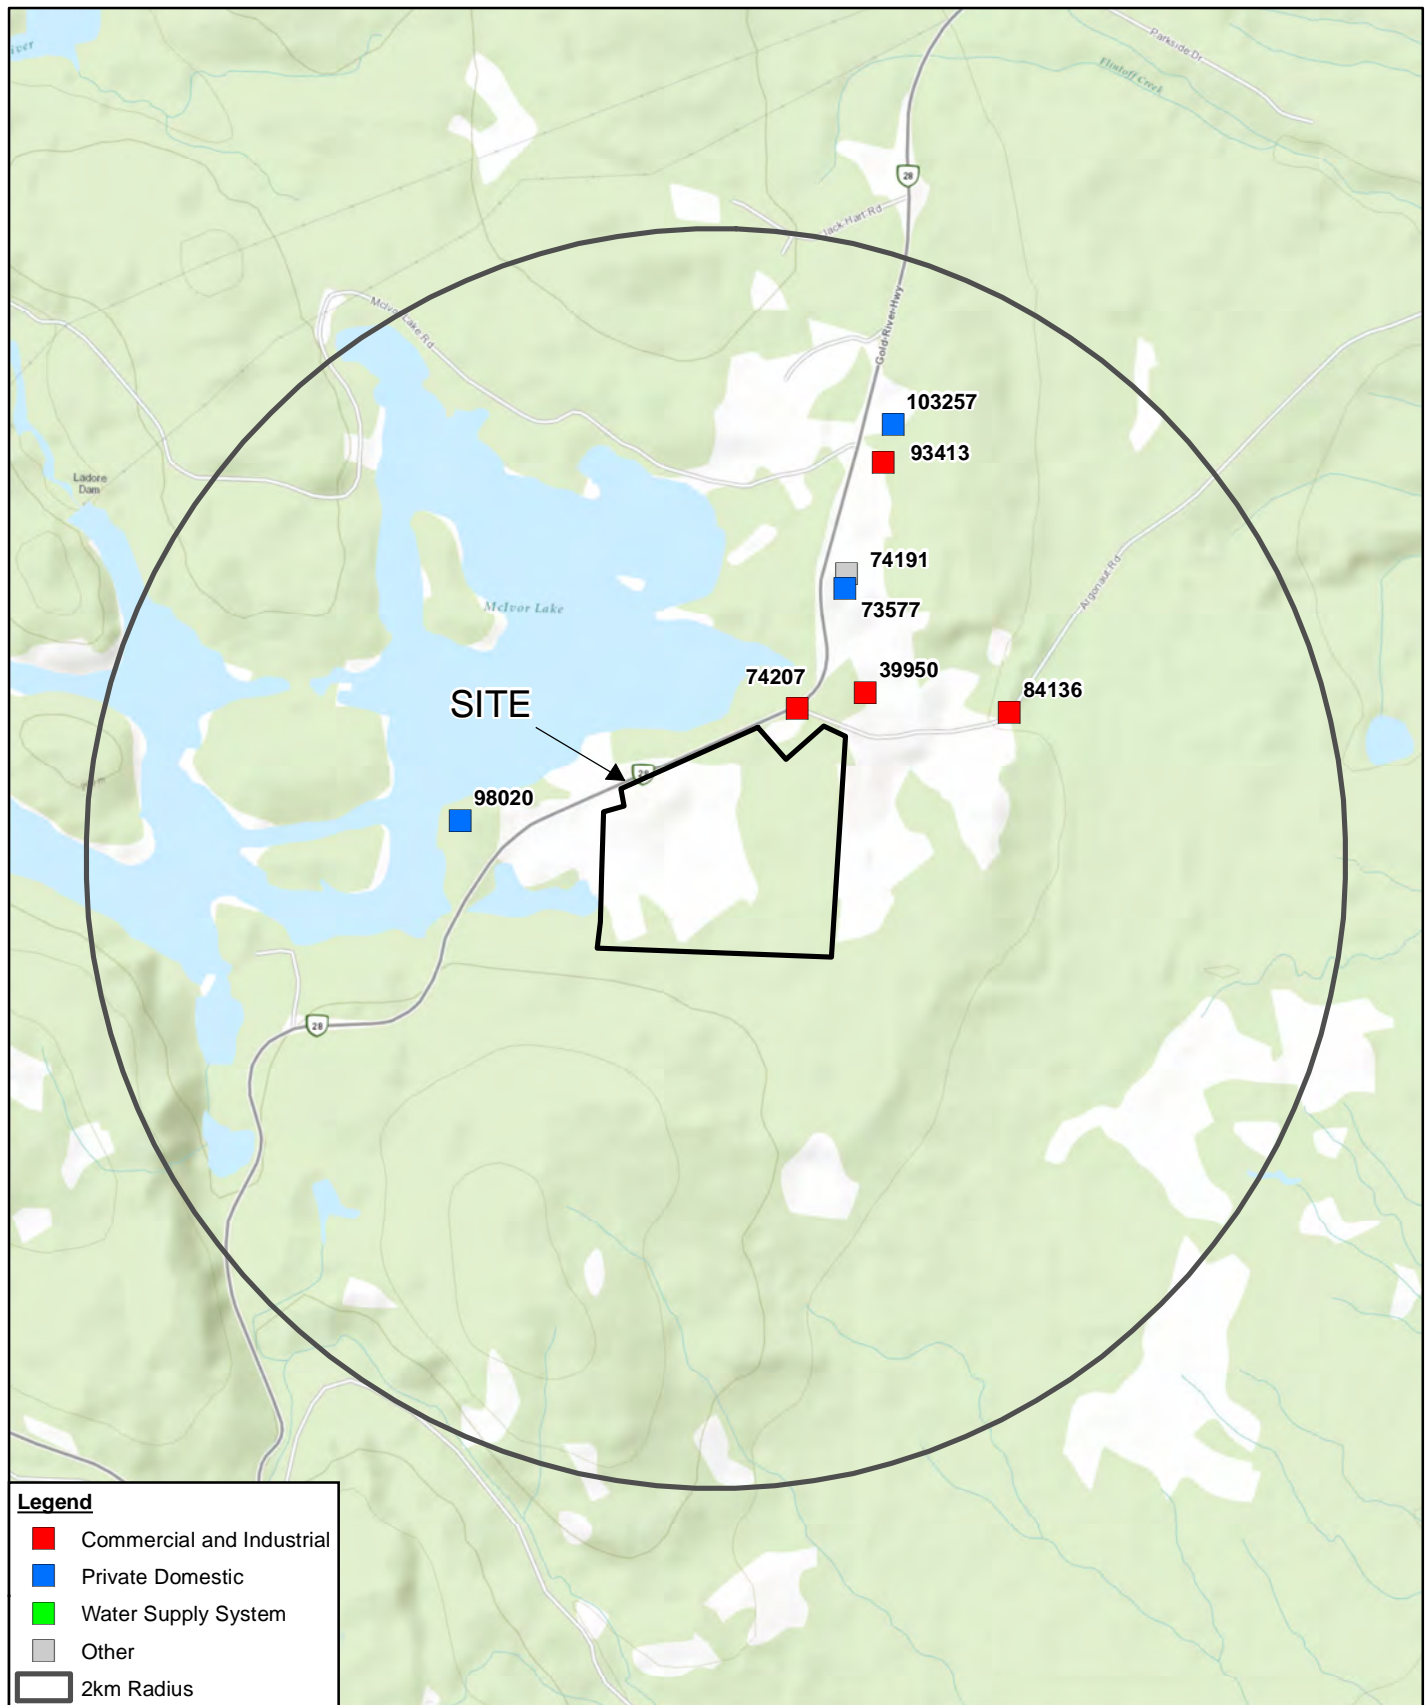 Parkside Dr
Flintoff Creek
28
Jack Hart Rd
McIvor Lake Rd
Gold River Hwy
103257
93413
Ladore
Dam
74191
73577
Argonaut Rd
McIvor Lake
39950
74207
84136
SITE
28
98020
28
Legend
Commercial and Industrial
Private Domestic
Water Supply System
Other
2km Radius